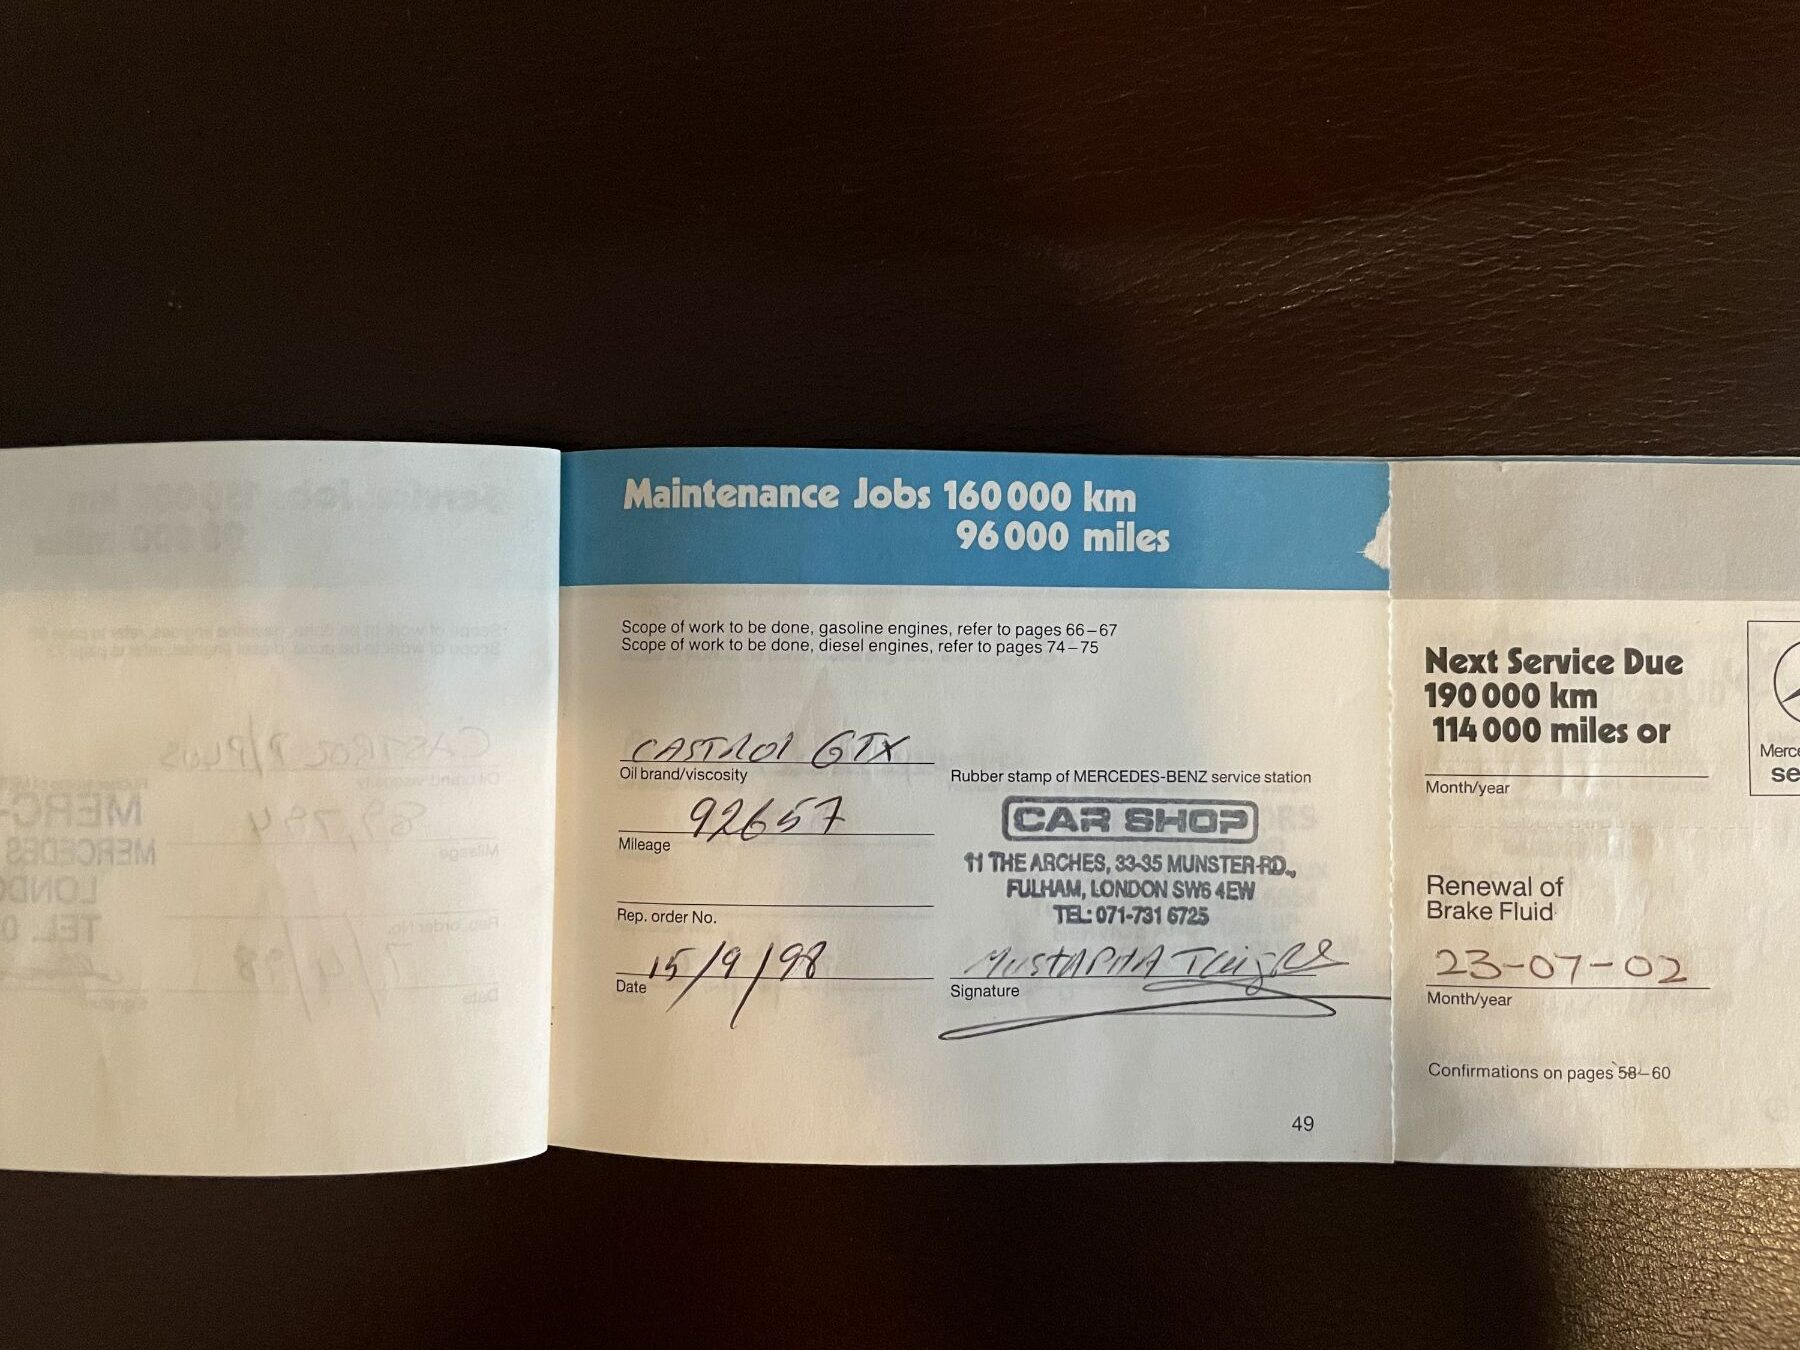 Maintenance Jobs 160 000 km
96 000 miles
Scope of work to be done, gasoline engines, refer to pages 66–67
Scope of work to be done, diesel engines, refer to pages 74–75
CASTROl GTX
Oil brand/viscosity
92657
Mileage
Rep. order No.
15/9/98
Date
Rubber stamp of MERCEDES-BENZ service station
CAR SHOP
11 THE ARCHES, 33-35 MUNSTER RD.,
FULHAM, LONDON SW6 4EW
TEL: 071-731 6725
MUSTAPHA
Signature
49
Next Service Due
190 000 km
114 000 miles or
Month/year
Renewal of
Brake Fluid
23-07-02
Month/year
Confirmations on pages 58–60
Merce
se